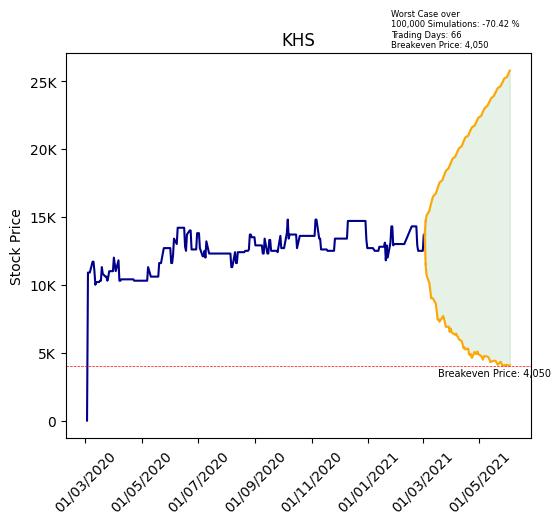 Worst Case over
100,000 Simulations: -70.42 %
Trading Days: 66
Breakeven Price: 4,050
KHS
Stock Price
25K
20K
15K
10K
5K
0
Breakeven Price: 4,050
01/03/2020
01/05/2020
01/07/2020
01/09/2020
01/11/2020
01/01/2021
01/03/2021
01/05/2021